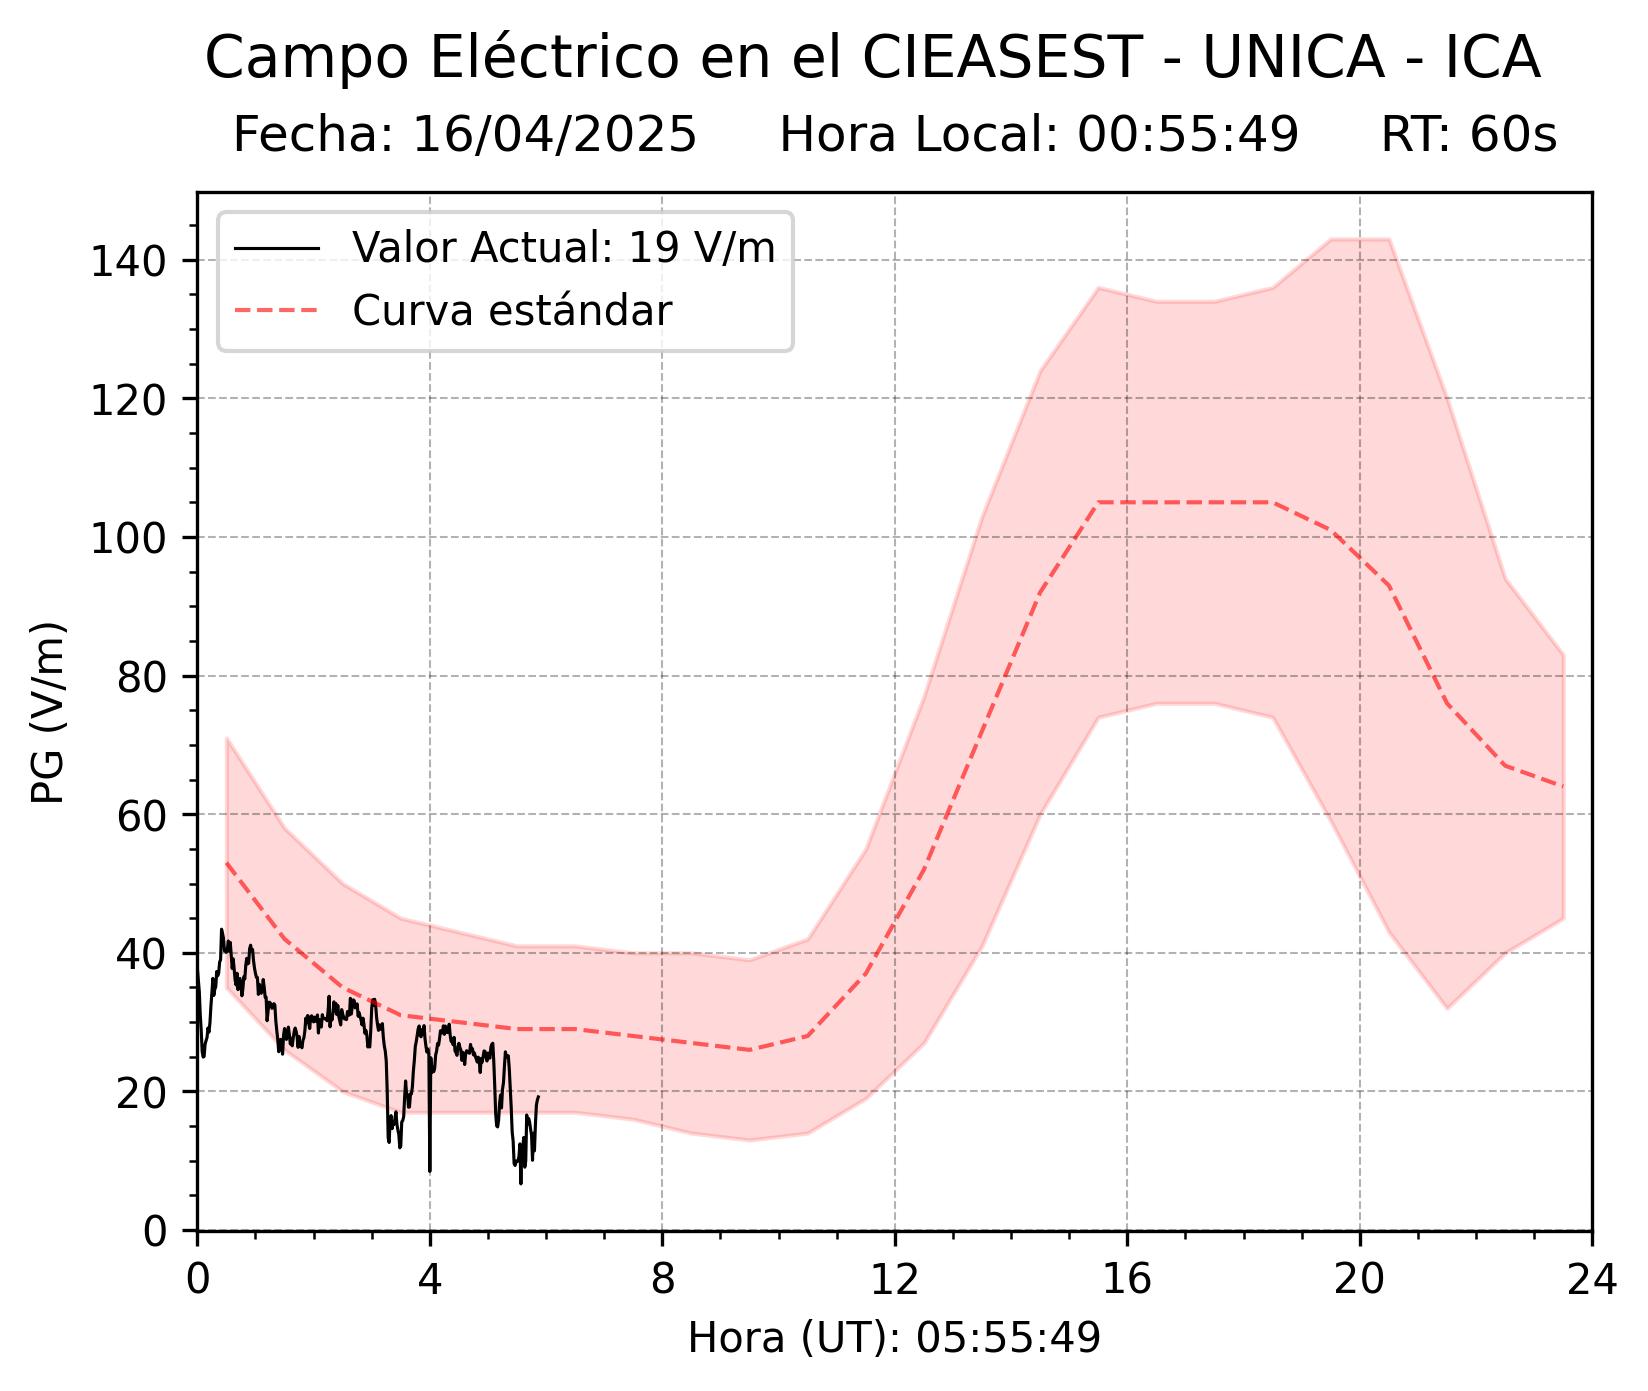 Campo Eléctrico en el CIEASEST - UNICA - ICA
Fecha: 16/04/2025 Hora Local: 00:55:49 RT: 60s
Valor Actual: 19 V/m
Curva estándar
140
120
100
80
60
40
20
0
PG (V/m)
0 4 8 12 16 20 24
Hora (UT): 05:55:49